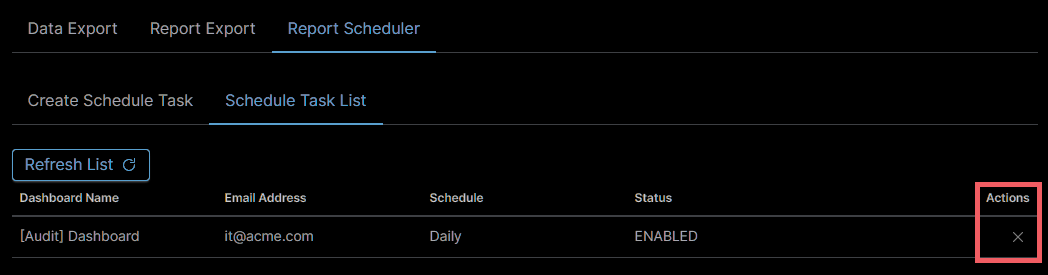 Data Export Report Export Report Scheduler
Create Schedule Task Schedule Task List
Refresh List
Dashboard Name Email Address Schedule Status Actions
[Audit] Dashboard it@acme.com Daily ENABLED